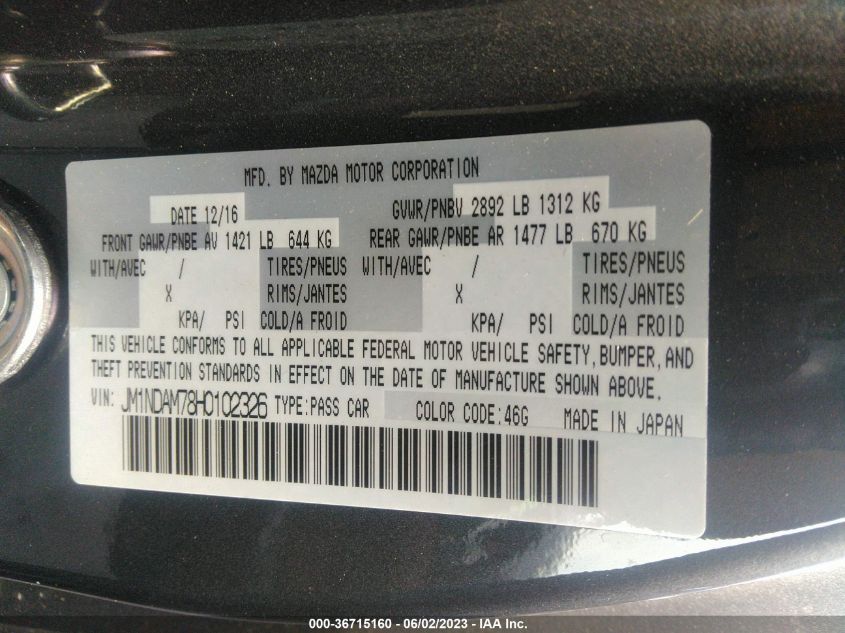 MFD. BY MAZDA MOTOR CORPORATION
DATE 12/16 GVWR/PNBV 2892 LB 1312 KG
FRONT GAWR/PNBE AV 1421 LB 644 KG REAR GAWR/PNBE AR 1477 LB 670 KG
WITH/AVEC / TIRES/PNEUS WITH/AVEC / TIRES/PNEUS
X RIMS/JANTES X RIMS/JANTES
KPA/ PSI COLD/A FROID KPA/ PSI COLD/A FROID
THIS VEHICLE CONFORMS TO ALL APPLICABLE FEDERAL MOTOR VEHICLE SAFETY, BUMPER, AND
THEFT PREVENTION STANDARDS IN EFFECT ON THE DATE OF MANUFACTURE SHOWN ABOVE.
VIN: JM1NDAM78H0102326 TYPE:PASS CAR COLOR CODE:46G MADE IN JAPAN
000-36715160 - 06/02/2023 - IAA Inc.